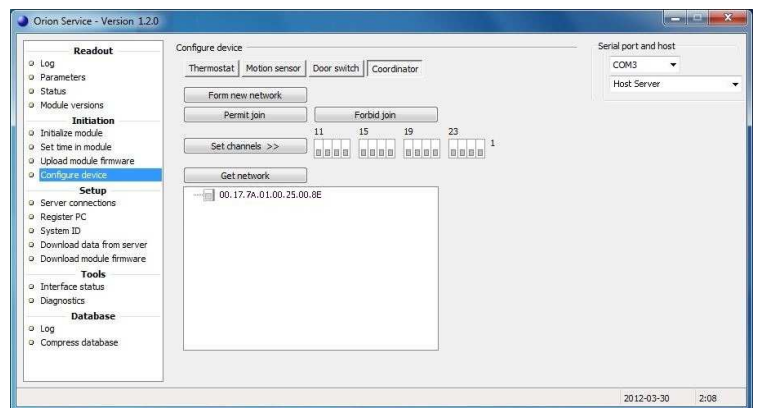 Orion Service - Version 1.2.0
Readout
Log
Parameters
Status
Module versions
Initiation
Initialize module
Set time in module
Upload module firmware
Configure device
Setup
Server connections
Register PC
System ID
Download data from server
Download module firmware
Tools
Interface status
Diagnostics
Database
Log
Compress database
Configure device
Thermostat Motion sensor Door switch Coordinator
Form new network
Permit join Forbid join
11 15 19 23
Set channels >> 1
Get network
00.17.7A.01.00.25.00.8E
Serial port and host
COM3
Host Server
2012-03-30 2:08